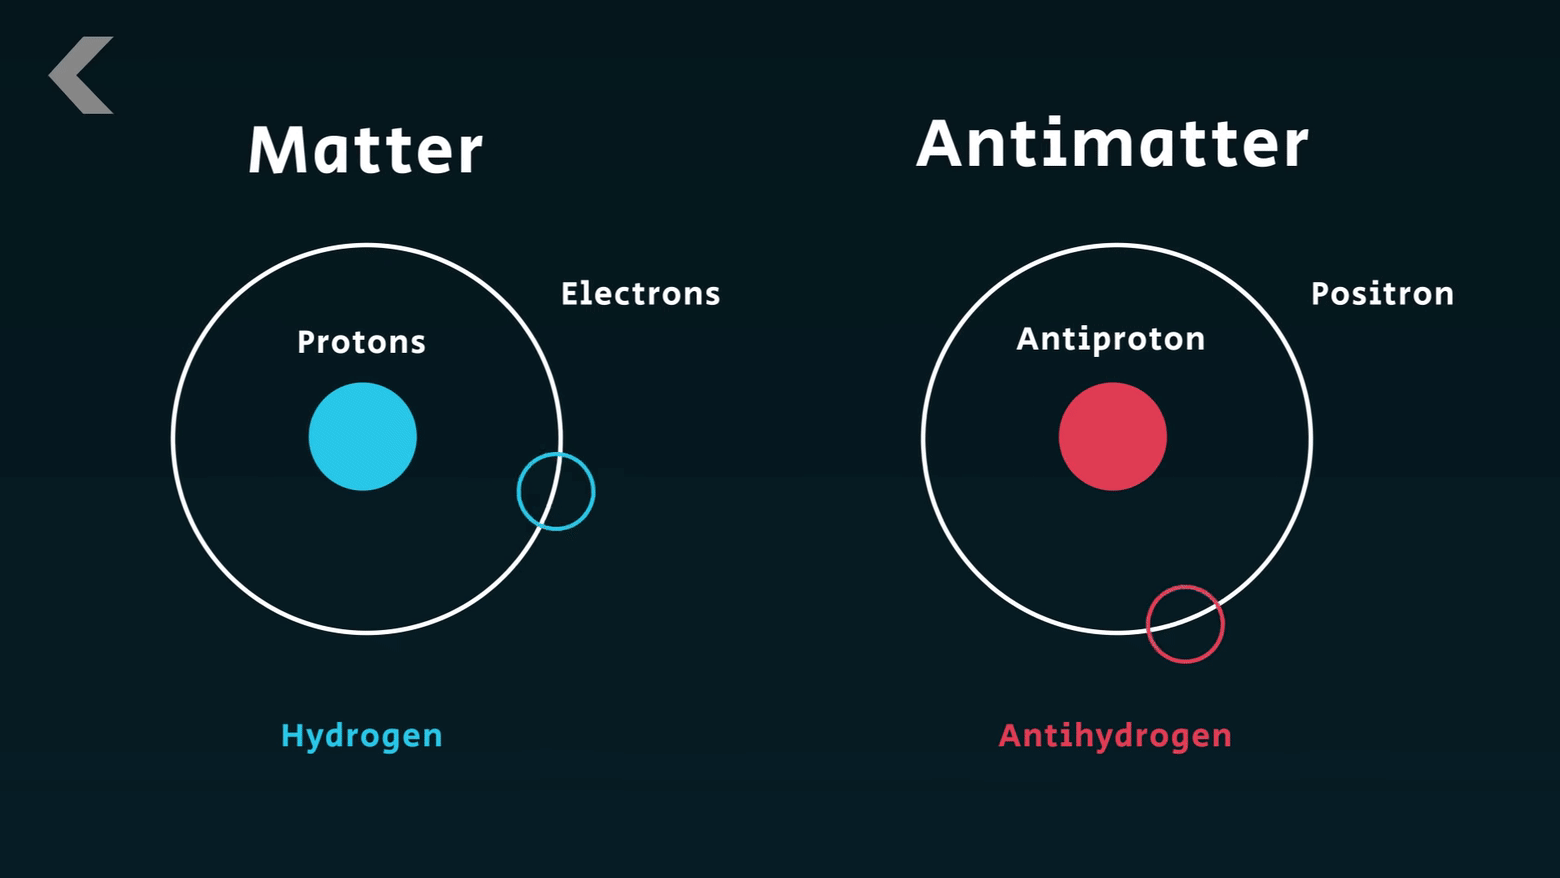 Matter
Antimatter
Electrons
Positron
Protons
Antiproton
Hydrogen
Antihydrogen